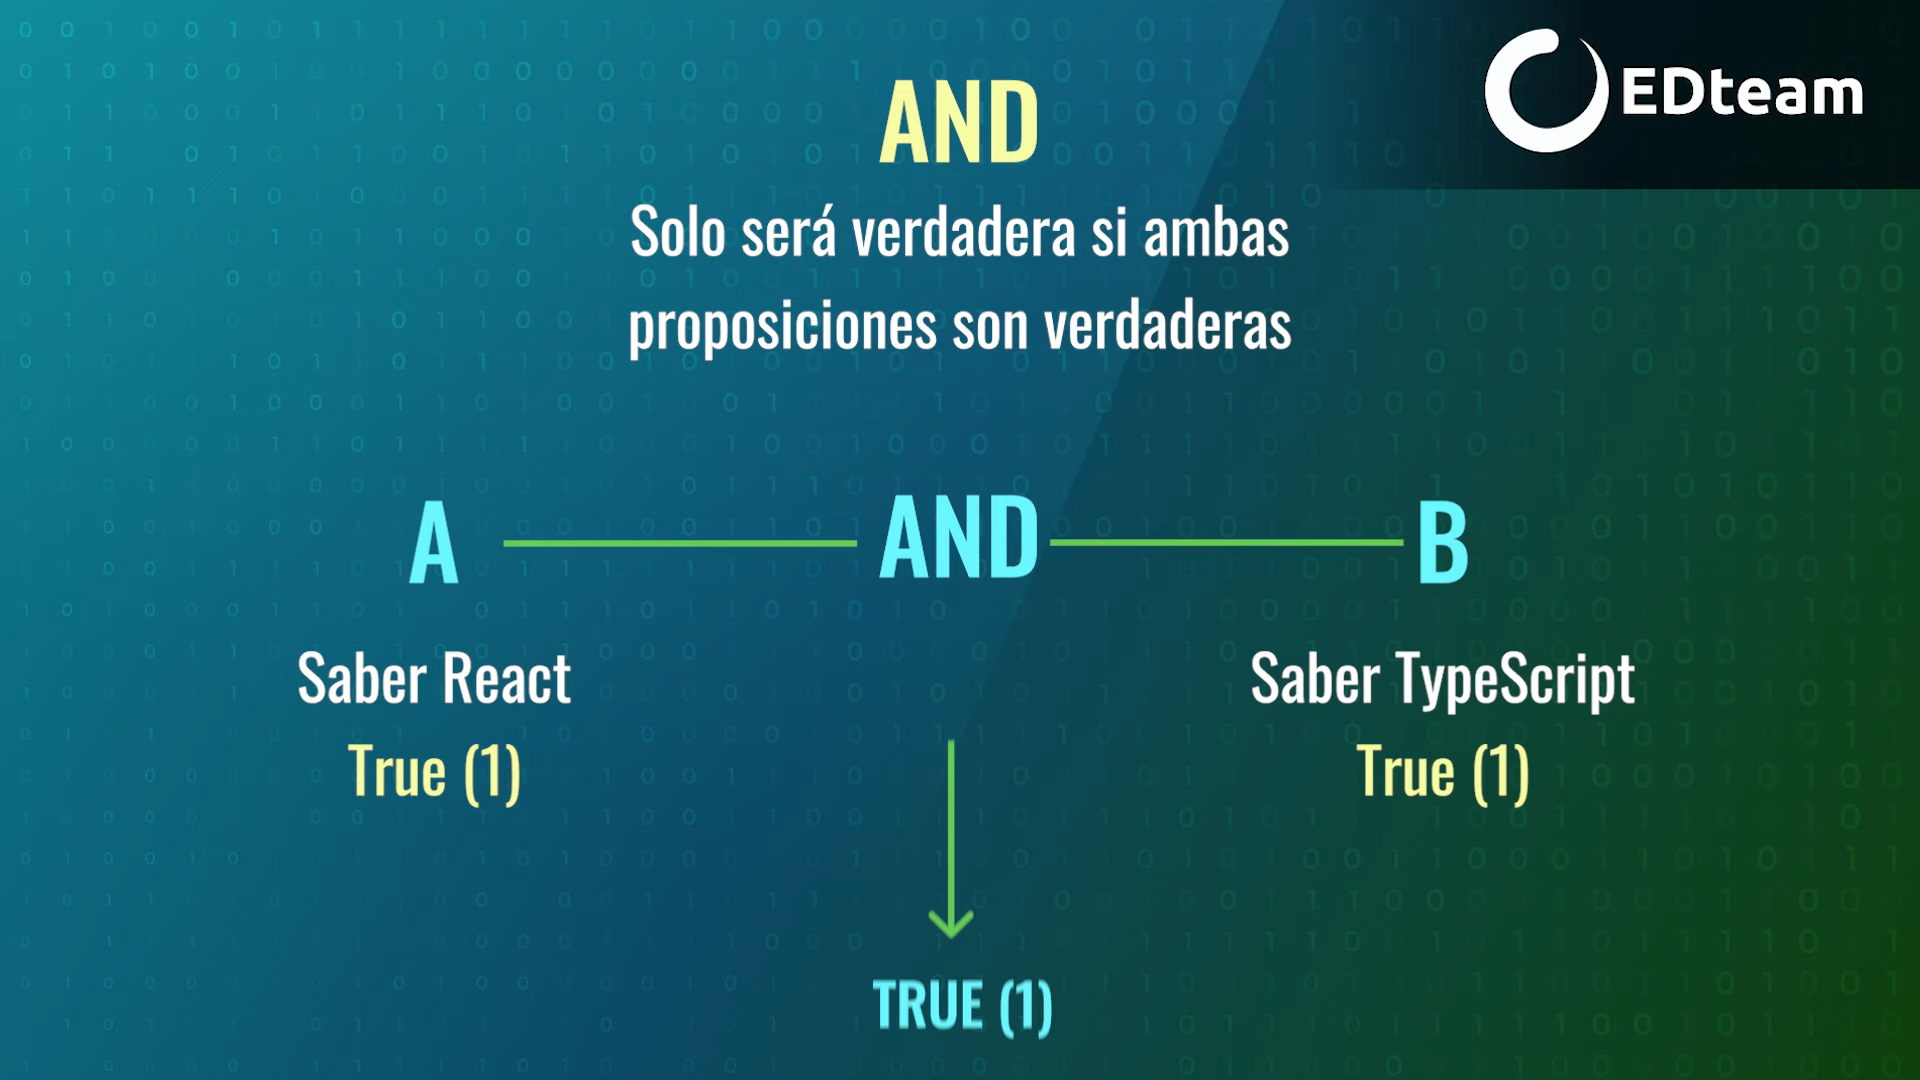 EDteam
AND
Solo será verdadera si ambas
proposiciones son verdaderas
A AND B
Saber React Saber TypeScript
True (1) True (1)
TRUE (1)